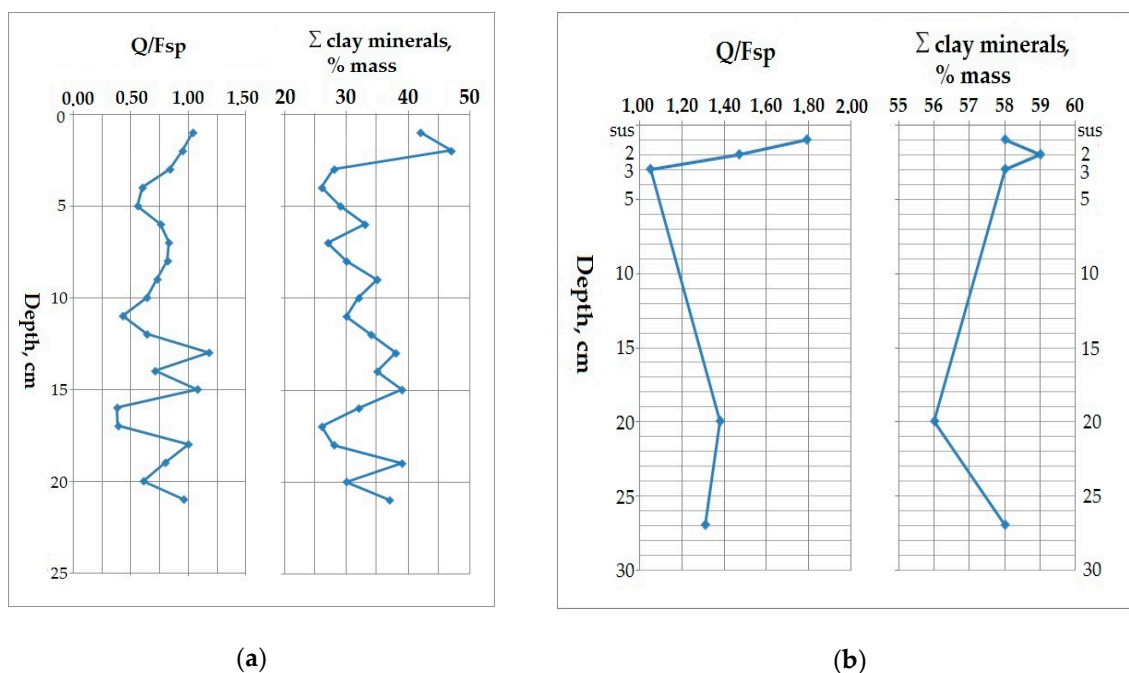 Q/Fsp
∑ clay minerals,
% mass
0,00 0,50 1,00 1,50
20 30 40 50
0
5
10
15
20
25
Depth, cm
(a)
Q/Fsp
∑ clay minerals,
% mass
1,00 1,20 1,40 1,60 1,80 2,00
55 56 57 58 59 60
sus
2
3
5
10
15
20
25
30
Depth, cm
sus
2
3
5
10
15
20
25
30
(b)